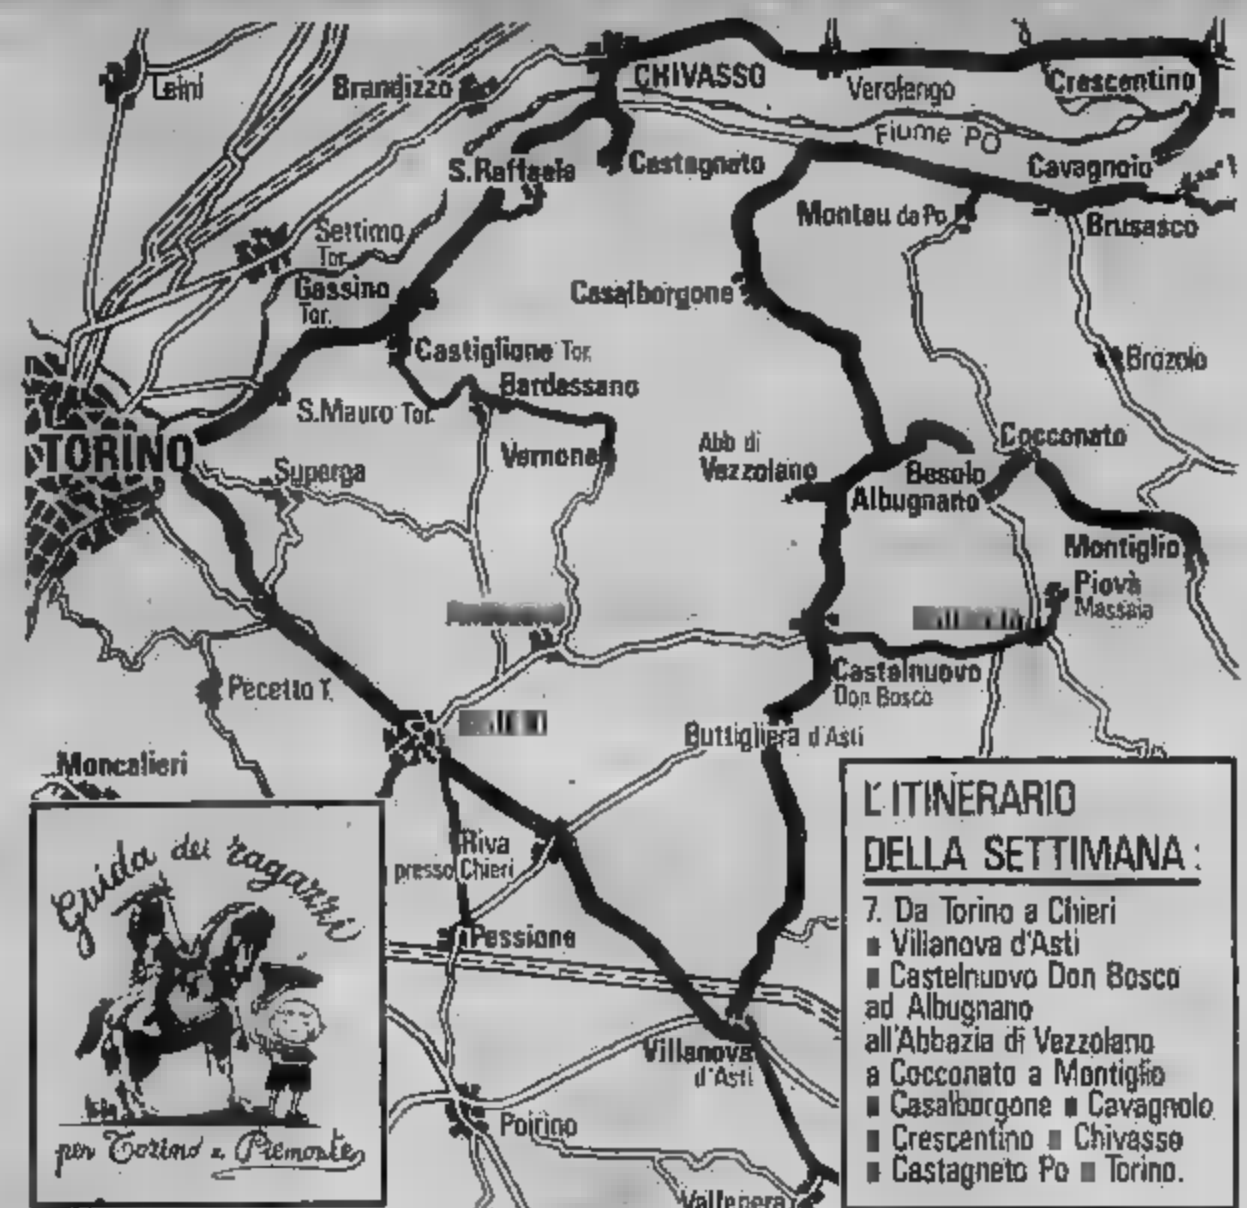 Leini
Brandizzo
CHIVASSO
Verolengo
Crescentino
Fiume PO
S. Raffaele
Castagneto
Cavagnolo
Monteu da Po
Brusasco
Settimo
Tor.
Gassino
Tor.
Casalborgone
Castiglione Tor.
Brozolo
Bardassano
S. Mauro Tor.
TORINO
Vernone
Abb di
Vezzolano
Cocconato
Superga
Albugnano
Montiglio
Piovà
Massaia
Castelnuovo
Don Bosco
Pecetto T.
Buttigliera d'Asti
Moncalieri
Riva
presso Chieri
Pessione
Villanova
d'Asti
Poirino
Guida dei ragazzi
per Torino e Piemonte
L'ITINERARIO
DELLA SETTIMANA:
7. Da Torino a Chieri
■ Villanova d'Asti
■ Castelnuovo Don Bosco
ad Albugnano
all'Abbazia di Vezzolano
a Cocconato a Montiglio
■ Casalborgone ■ Cavagnolo
■ Crescentino ■ Chivasso
■ Castagneto Po ■ Torino.